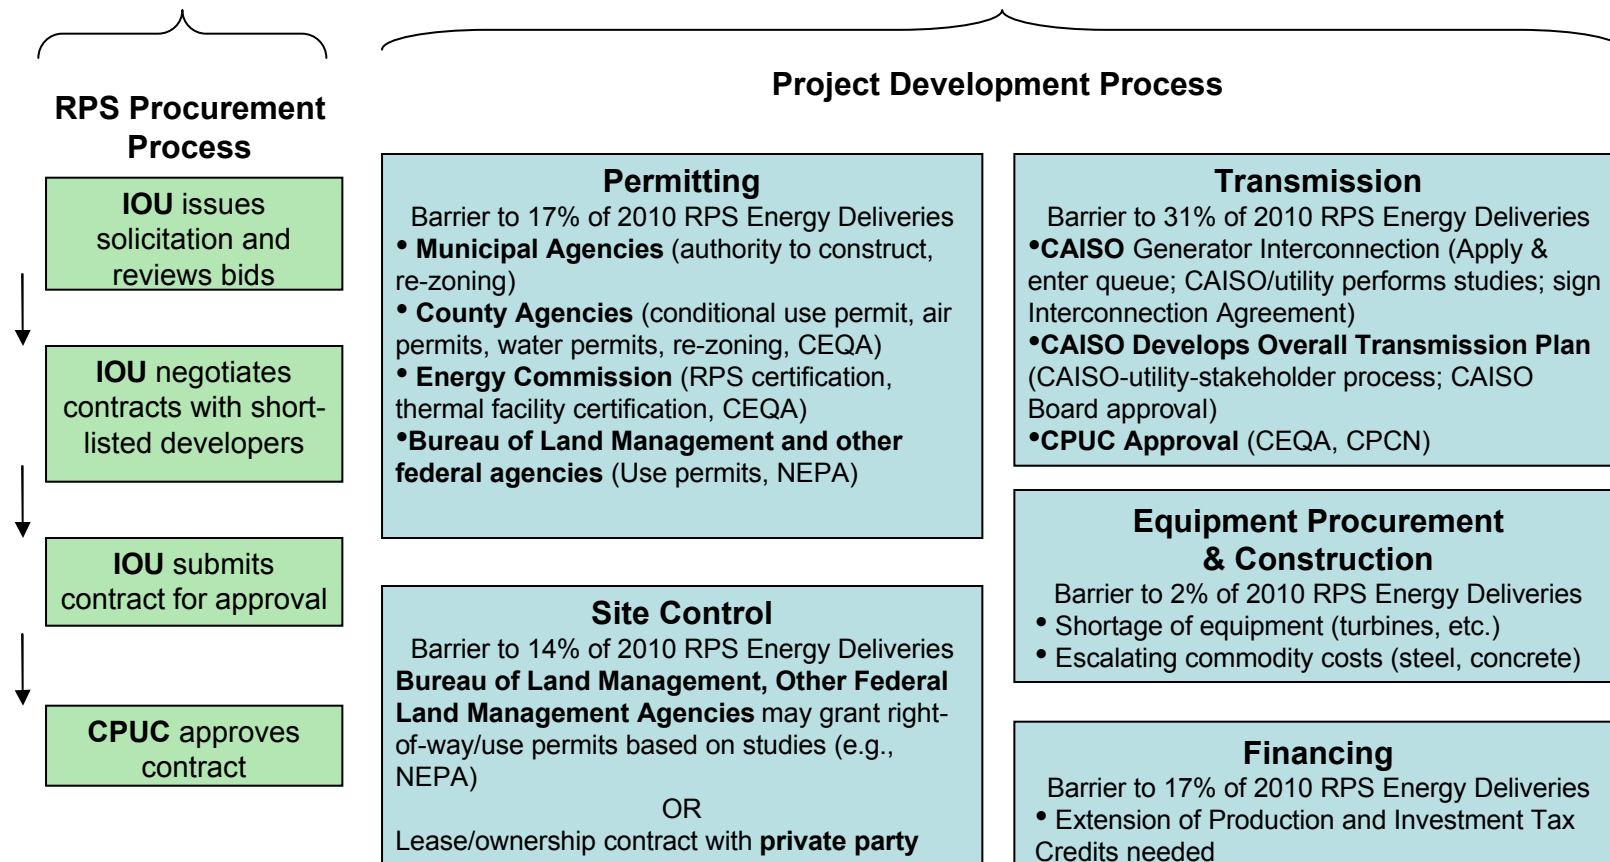 RPS Procurement
Process
IOU issues
solicitation and
reviews bids
IOU negotiates
contracts with short-
listed developers
IOU submits
contract for approval
CPUC approves
contract
Project Development Process
Permitting
Barrier to 17% of 2010 RPS Energy Deliveries
• Municipal Agencies (authority to construct,
re-zoning)
• County Agencies (conditional use permit, air
permits, water permits, re-zoning, CEQA)
• Energy Commission (RPS certification,
thermal facility certification, CEQA)
•Bureau of Land Management and other
federal agencies (Use permits, NEPA)
Site Control
Barrier to 14% of 2010 RPS Energy Deliveries
Bureau of Land Management, Other Federal
Land Management Agencies may grant right-
of-way/use permits based on studies (e.g.,
NEPA)
OR
Lease/ownership contract with private party
Transmission
Barrier to 31% of 2010 RPS Energy Deliveries
•CAISO Generator Interconnection (Apply &
enter queue; CAISO/utility performs studies; sign
Interconnection Agreement)
•CAISO Develops Overall Transmission Plan
(CAISO-utility-stakeholder process; CAISO
Board approval)
•CPUC Approval (CEQA, CPCN)
Equipment Procurement
& Construction
Barrier to 2% of 2010 RPS Energy Deliveries
• Shortage of equipment (turbines, etc.)
• Escalating commodity costs (steel, concrete)
Financing
Barrier to 17% of 2010 RPS Energy Deliveries
• Extension of Production and Investment Tax
Credits needed